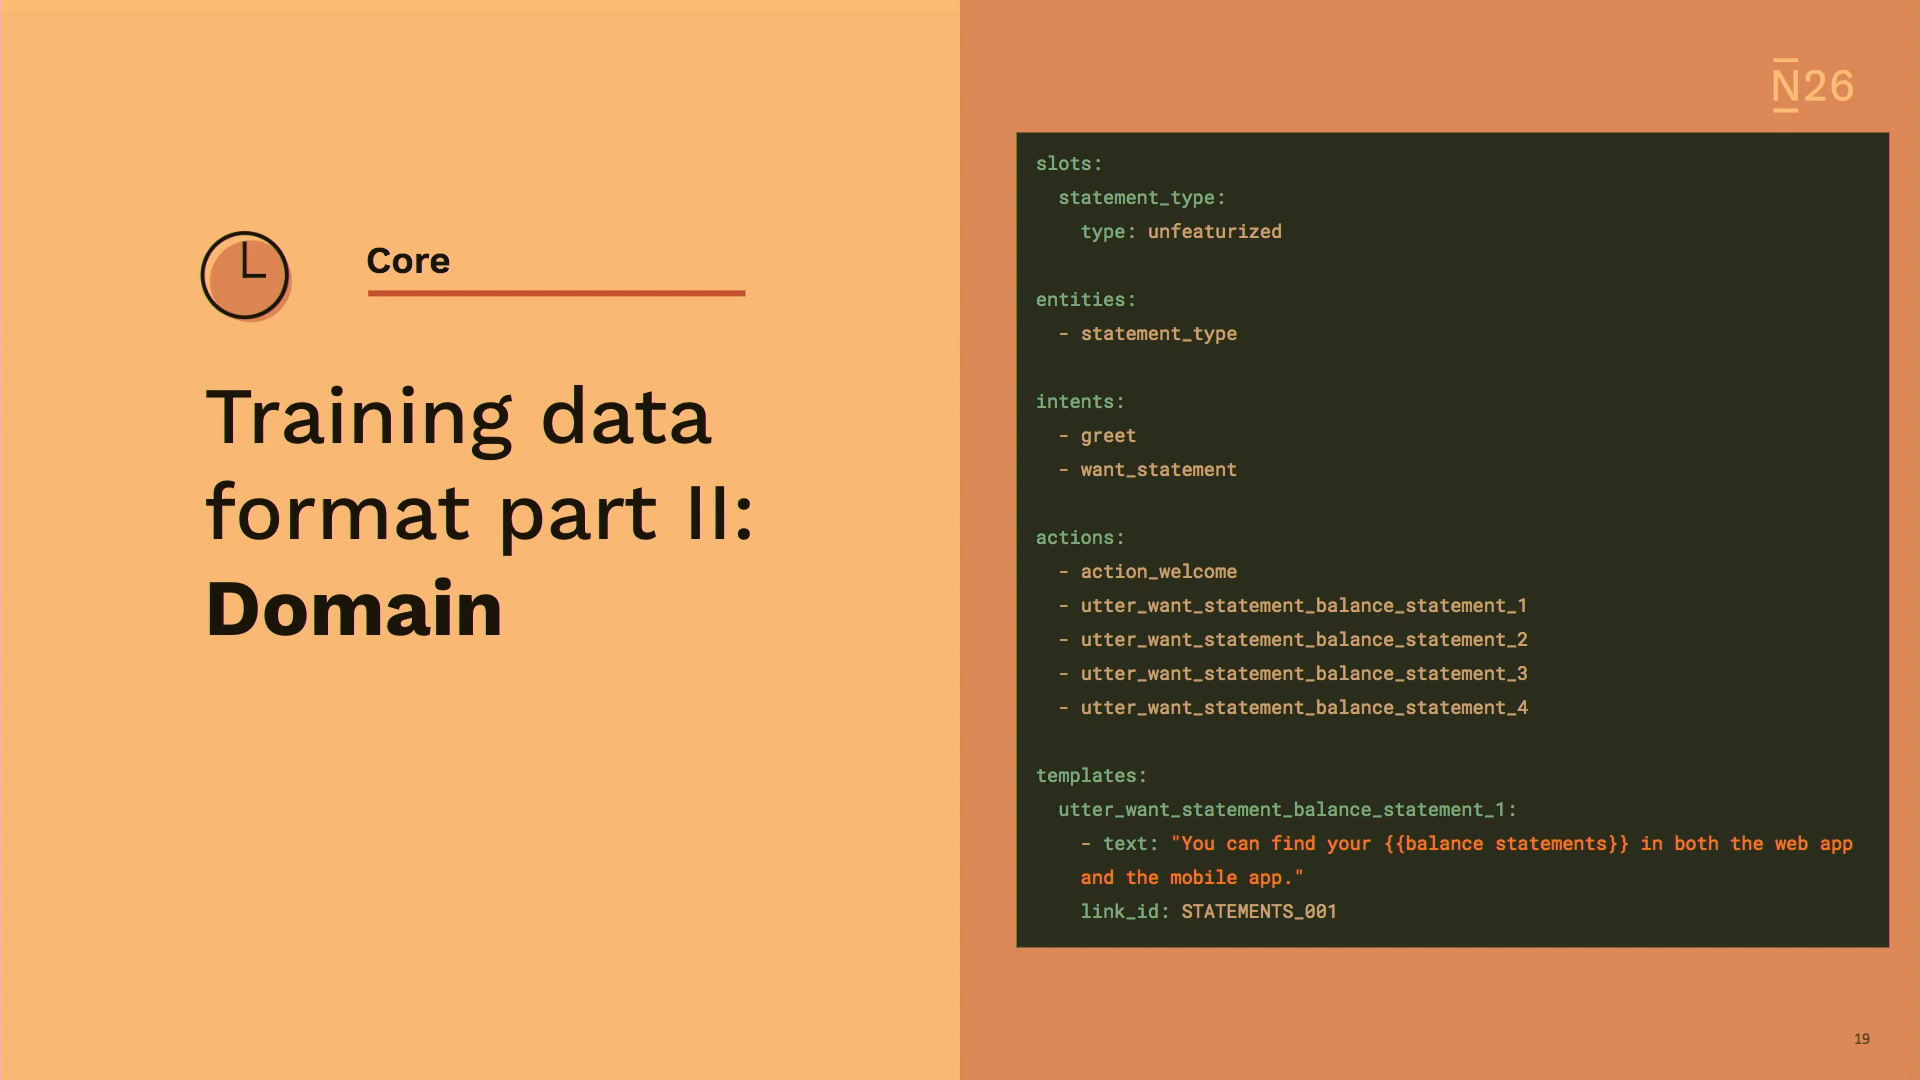 Core
Training data
format part II:
Domain
N26
slots:
  statement_type:
    type: unfeaturized
entities:
  - statement_type
intents:
  - greet
  - want_statement
actions:
  - action_welcome
  - utter_want_statement_balance_statement_1
  - utter_want_statement_balance_statement_2
  - utter_want_statement_balance_statement_3
  - utter_want_statement_balance_statement_4
templates:
  utter_want_statement_balance_statement_1:
    - text: "You can find your {{balance statements}} in both the web app
    and the mobile app."
    link_id: STATEMENTS_001
19